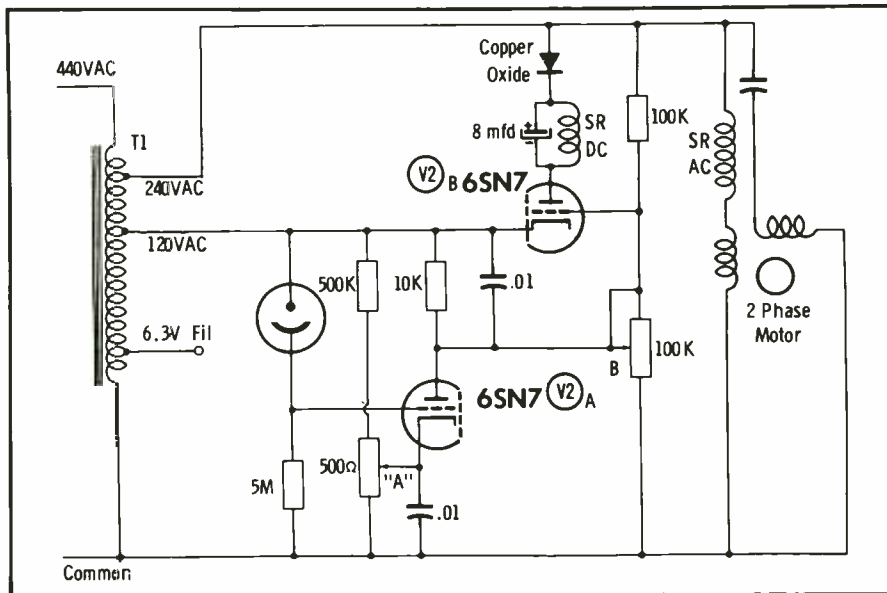 440VAC
T1
240VAC
120VAC
6.3V Fil
Common
Copper
Oxide
8 mfd
+
-
SR
DC
V2 B 6SN7
100K
SR
AC
500K
10K
.01
100K
B
2 Phase
Motor
6SN7 V2 A
5M
500Ω
"A"
.01